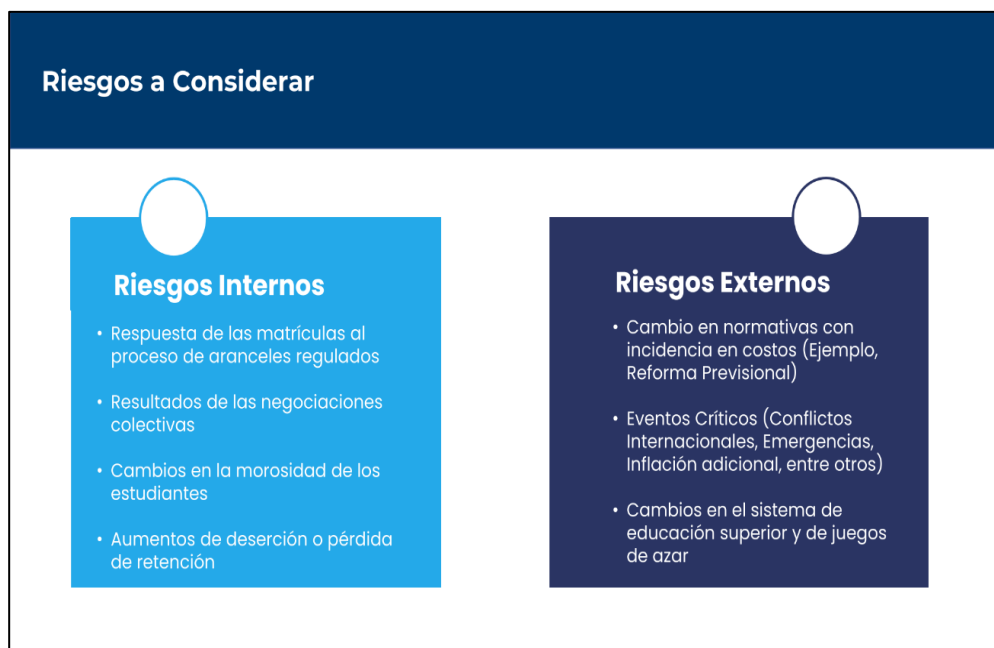 Riesgos a Considerar
Riesgos Internos
• Respuesta de las matrículas al
proceso de aranceles regulados
• Resultados de las negociaciones
colectivas
• Cambios en la morosidad de los
estudiantes
• Aumentos de deserción o pérdida
de retención
Riesgos Externos
• Cambio en normativas con
incidencia en costos (Ejemplo,
Reforma Previsional)
• Eventos Críticos (Conflictos
Internacionales, Emergencias,
Inflación adicional, entre otros)
• Cambios en el sistema de
educación superior y de juegos
de azar